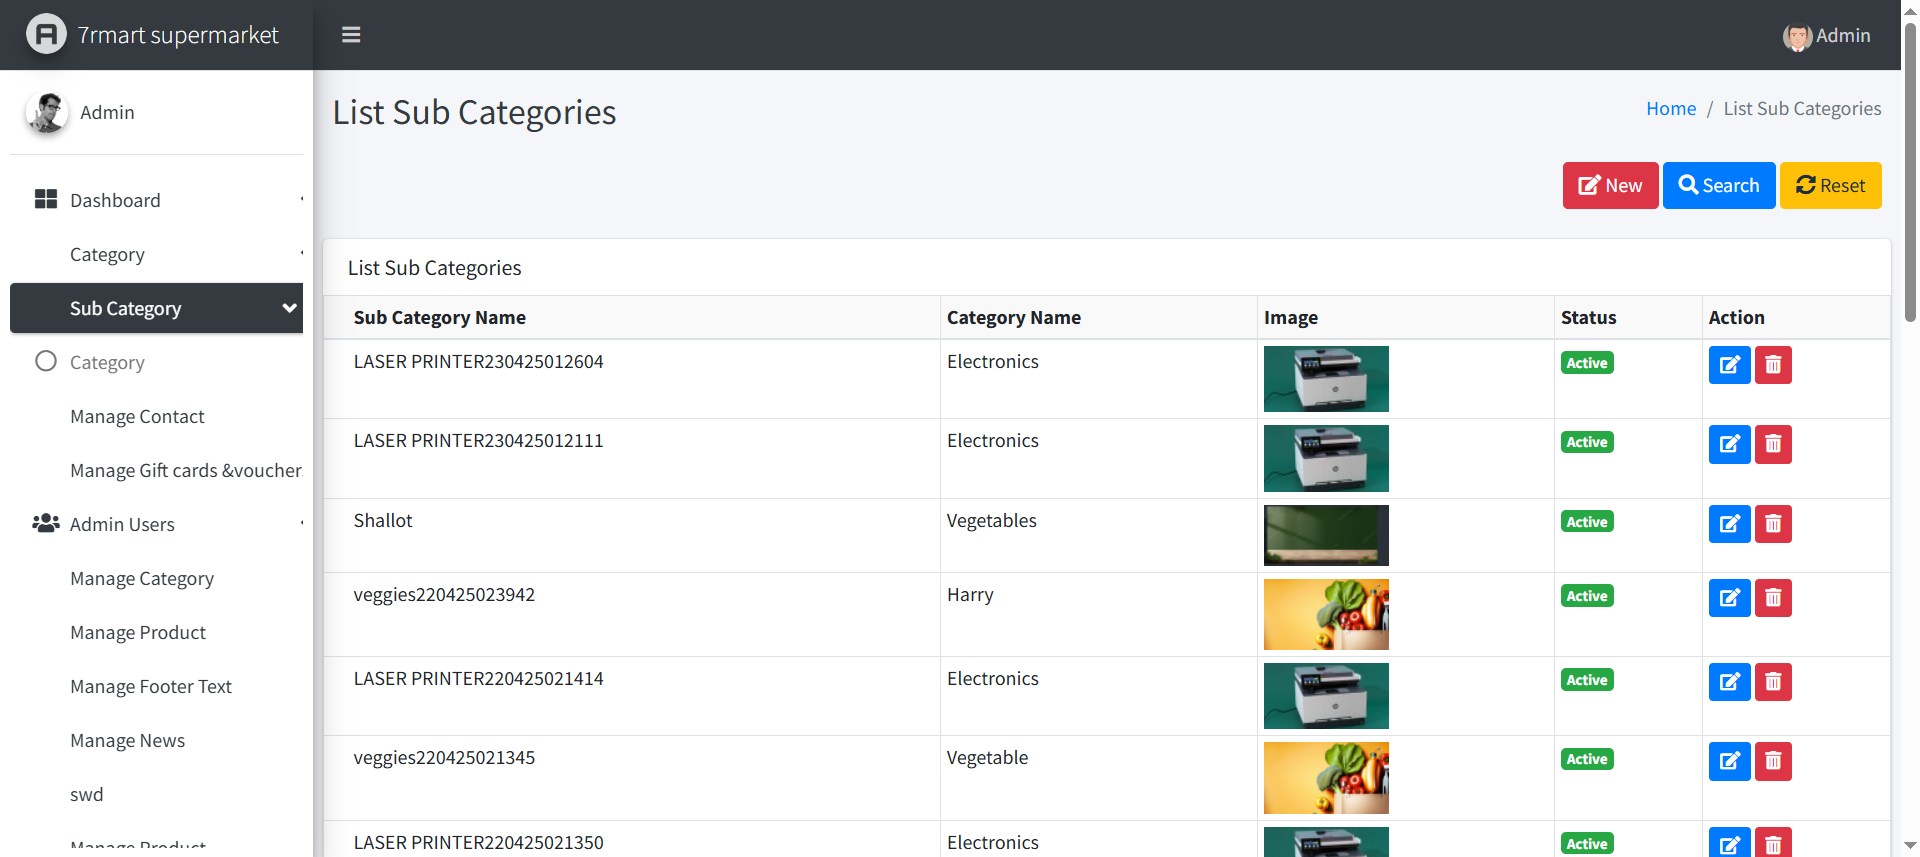 7rmart supermarket
Admin
Admin
List Sub Categories
Home / List Sub Categories
Dashboard
New
Search
Reset
Category
Sub Category
List Sub Categories
Sub Category Name Category Name Image Status Action
Category
LASER PRINTER230425012604 Electronics Active
Manage Contact
LASER PRINTER230425012111 Electronics Active
Manage Gift cards &voucher
Admin Users
Shallot Vegetables Active
Manage Category
veggies220425023942 Harry Active
Manage Product
Manage Footer Text
LASER PRINTER220425021414 Electronics Active
Manage News
veggies220425021345 Vegetable Active
swd
Manage Product
LASER PRINTER220425021350 Electronics Active